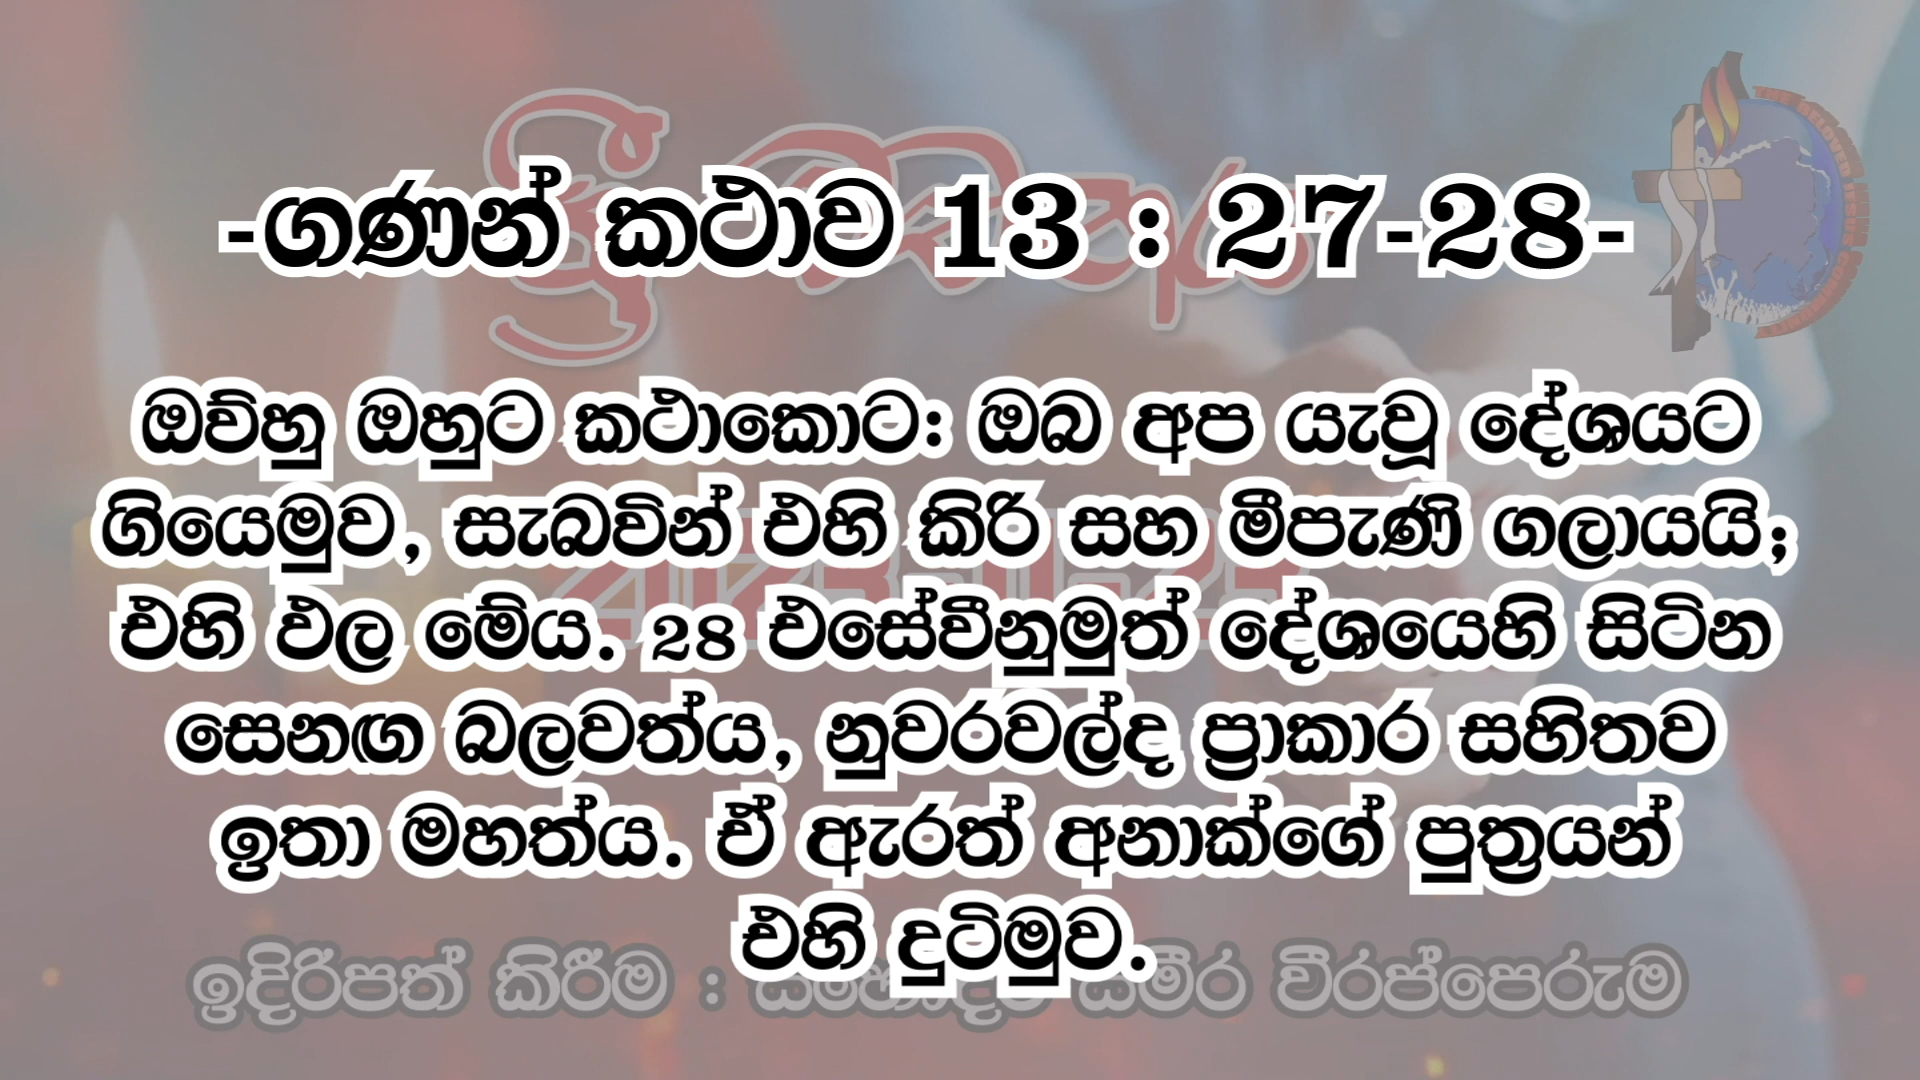 -ගණන් කථාව 13 : 27-28-
ඔව්හු ඔහුට කථාකොට: ඔබ අප යැවූ දේශයට
ගියෙමුව, සැබවින් එහි කිරි සහ මීපැණි ගලායයි;
එහි ඵල මේය. 28 එසේවීනුමුත් දේශයෙහි සිටින
සෙනඟ බලවත්ය, නුවරවල්ද ප්‍රාකාර සහිතව
ඉතා මහත්ය. ඒ ඇරත් අනාක්ගේ පුත්‍රයන්
එහි දුටිමුව.
ඉදිරිපත් කිරීම : සමීර වීරප්පෙරුම